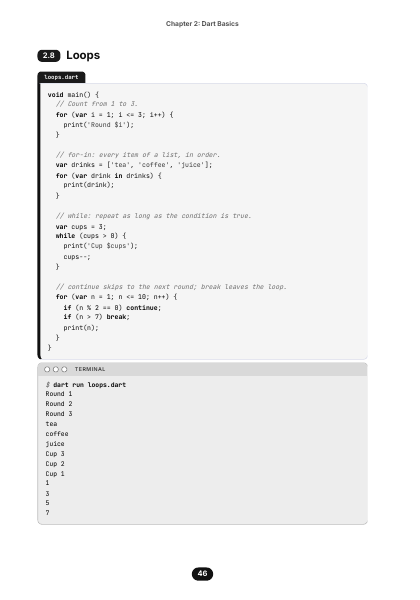 Chapter 2: Dart Basics
2.8 Loops
loops.dart
void main() {
  // Count from 1 to 3.
  for (var i = 1; i <= 3; i++) {
    print('Round $i');
  }

  // for-in: every item of a list, in order.
  var drinks = ['tea', 'coffee', 'juice'];
  for (var drink in drinks) {
    print(drink);
  }

  // while: repeat as long as the condition is true.
  var cups = 3;
  while (cups > 0) {
    print('Cup $cups');
    cups--;
  }

  // continue skips to the next round; break leaves the loop.
  for (var n = 1; n <= 10; n++) {
    if (n % 2 == 0) continue;
    if (n > 7) break;
    print(n);
  }
}
TERMINAL
$ dart run loops.dart
Round 1
Round 2
Round 3
tea
coffee
juice
Cup 3
Cup 2
Cup 1
1
3
5
7
46